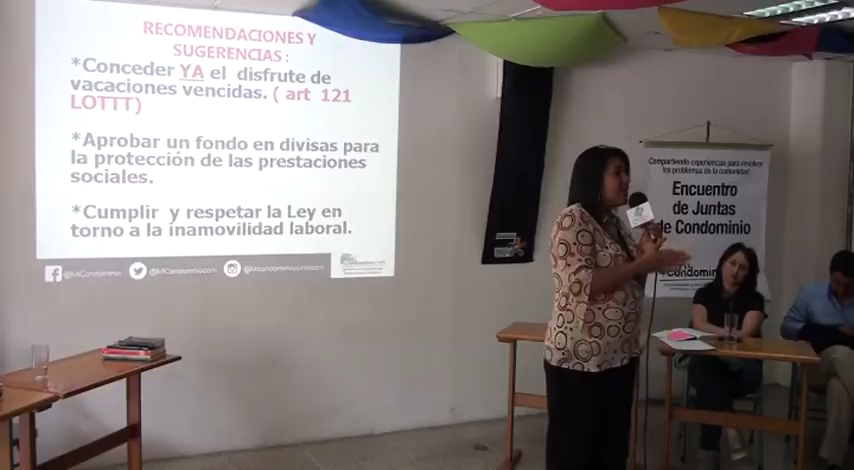 RECOMENDACIONES Y
SUGERENCIAS:
*Conceder YA el disfrute de
vacaciones vencidas. ( art 121
LOTTT)
*Aprobar un fondo en divisas para
la protección de las prestaciones
sociales.
*Cumplir y respetar la Ley en
torno a la inamovilidad laboral.
@MiCondominio
Compartiendo experiencias para resolver
los problemas de la comunidad
Encuentro
de Juntas
de Condominio